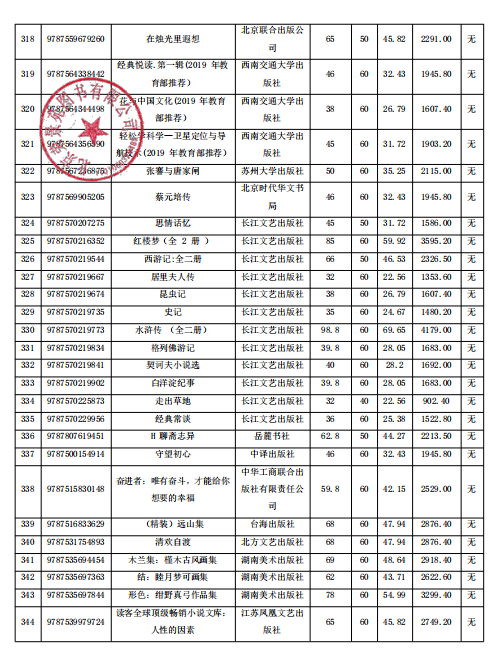 318 9787559679260 在烛光里遐想 北京联合出版公司 65 50 45.82 2291.00 无
319 9787564338442 经典悦读.第一辑(2019 年教育部推荐) 西南交通大学出版社 46 60 32.43 1945.80 无
320 9787564344498 花与中国文化(2019 年教育部推荐) 西南交通大学出版社 38 60 26.79 1607.40 无
321 9787564356590 轻松学科学—卫星定位与导航技术(2019 年教育部推荐) 西南交通大学出版社 45 60 31.72 1903.20 无
322 9787567236875 张謇与唐家闸 苏州大学出版社 50 60 35.25 2115.00 无
323 9787569905205 蔡元培传 北京时代华文书局 46 60 32.43 1945.80 无
324 9787570207275 思情话忆 长江文艺出版社 45 50 31.72 1586.00 无
325 9787570216352 红楼梦（全 2 册 ） 长江文艺出版社 85 60 59.92 3595.20 无
326 9787570219544 西游记:全二册 长江文艺出版社 66 50 46.53 2326.50 无
327 9787570219667 居里夫人传 长江文艺出版社 32 60 22.56 1353.60 无
328 9787570219674 昆虫记 长江文艺出版社 38 60 26.79 1607.40 无
329 9787570219735 史记 长江文艺出版社 35 60 24.67 1480.20 无
330 9787570219773 水浒传 （全二册） 长江文艺出版社 98.8 60 69.65 4179.00 无
331 9787570219834 格列佛游记 长江文艺出版社 39.8 60 28.05 1683.00 无
332 9787570219841 契诃夫小说选 长江文艺出版社 40 60 28.2 1692.00 无
333 9787570219902 白洋淀纪事 长江文艺出版社 39.8 60 28.05 1683.00 无
334 9787570225873 走出草地 长江文艺出版社 32 40 22.56 902.40 无
335 9787570229956 经典常谈 长江文艺出版社 36 60 25.38 1522.80 无
336 9787807619451 H 聊斋志异 岳麓书社 62.8 50 44.27 2213.50 无
337 9787500154914 守望初心 中译出版社 46 60 32.43 1945.80 无
338 9787515830148 奋进者：唯有奋斗，才能给你想要的幸福 中华工商联合出版社有限责任公司 59.8 60 42.15 2529.00 无
339 9787516833629 (精装）远山集 台海出版社 68 60 47.94 2876.40 无
340 9787531754893 清欢自渡 北方文艺出版社 68 60 47.94 2876.40 无
341 9787535694454 木兰集：槿木古风画集 湖南美术出版社 69 60 48.64 2918.40 无
342 9787535697363 结：睦月梦可画集 湖南美术出版社 62 60 43.71 2622.60 无
343 9787535697844 形色：绀野真弓作品集 湖南美术出版社 78 60 54.99 3299.40 无
344 9787539979724 读客全球顶级畅销小说文库：人性的因素 江苏凤凰文艺出版社 65 60 45.82 2749.20 无